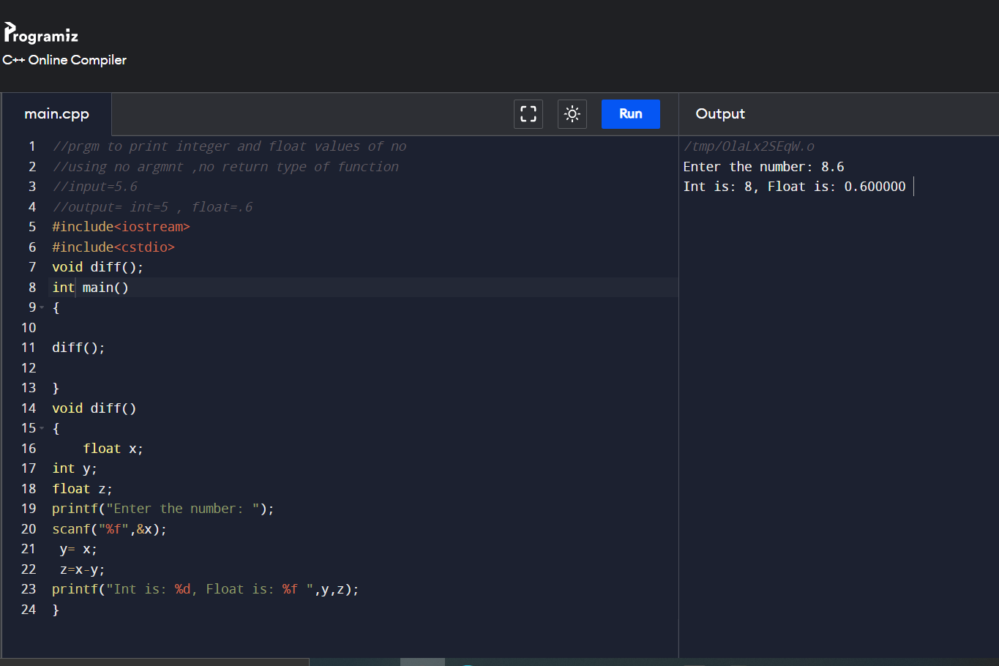 Programiz
C++ Online Compiler
main.cpp
Run
Output
1 //prgm to print integer and float values of no
2 //using no argmnt ,no return type of function
3 //input=5.6
4 //output= int=5 , float=.6
5 #include<iostream>
6 #include<cstdio>
7 void diff();
8 int main()
9 {
10
11 diff();
12
13 }
14 void diff()
15 {
16     float x;
17 int y;
18 float z;
19 printf("Enter the number: ");
20 scanf("%f",&x);
21  y= x;
22  z=x-y;
23 printf("Int is: %d, Float is: %f ",y,z);
24 }
/tmp/OlaLx2SEqW.o
Enter the number: 8.6
Int is: 8, Float is: 0.600000